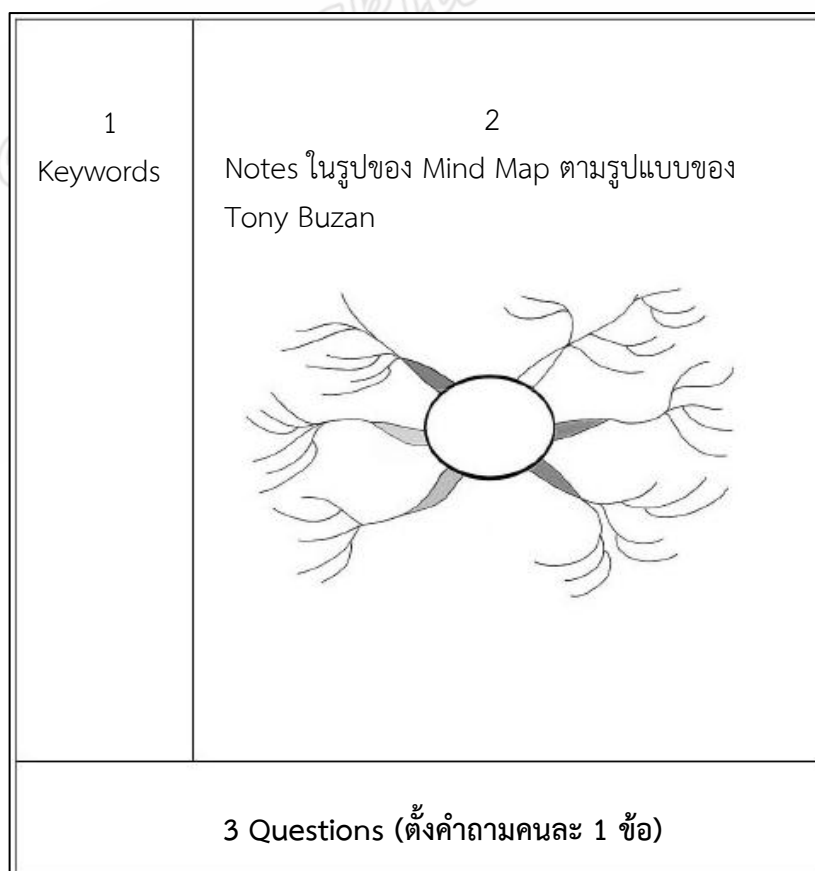 1
Keywords
2
Notes ในรูปของ Mind Map ตามรูปแบบของ
Tony Buzan
3 Questions (ตั้งคำถามคนละ 1 ข้อ)